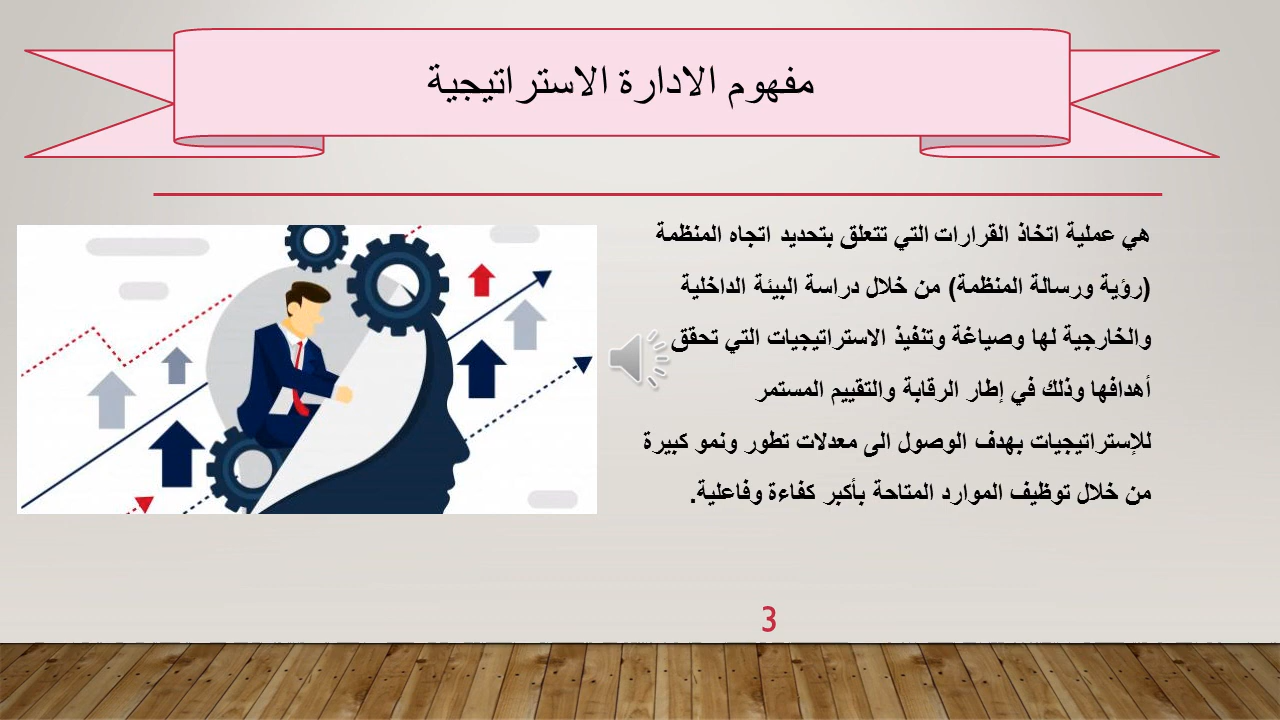 مفهوم الادارة الاستراتيجية
هي عملية اتخاذ القرارات التي تتعلق بتحديد اتجاه المنظمة
(رؤية ورسالة المنظمة) من خلال دراسة البيئة الداخلية
والخارجية لها وصياغة وتنفيذ الاستراتيجيات التي تحقق
أهدافها وذلك في إطار الرقابة والتقييم المستمر
للإستراتيجيات بهدف الوصول الى معدلات تطور ونمو كبيرة
من خلال توظيف الموارد المتاحة بأكبر كفاءة وفاعلية.
3